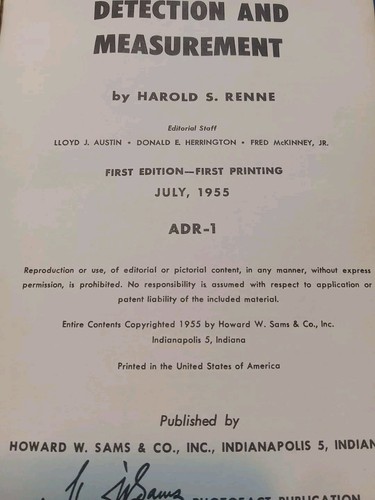 DETECTION AND
MEASUREMENT
by HAROLD S. RENNE
Editorial Staff
LLOYD J. AUSTIN • DONALD E. HERRINGTON • FRED McKINNEY, JR.
FIRST EDITION—FIRST PRINTING
JULY, 1955
ADR-1
Reproduction or use, of editorial or pictorial content, in any manner, without express
permission, is prohibited. No responsibility is assumed with respect to application or
patent liability of the included material.
Entire Contents Copyrighted 1955 by Howard W. Sams & Co., Inc.
Indianapolis 5, Indiana
Printed in the United States of America
Published by
HOWARD W. SAMS & CO., INC., INDIANAPOLIS 5, INDIAN
Sams PHOTOFACT PUBLICATION